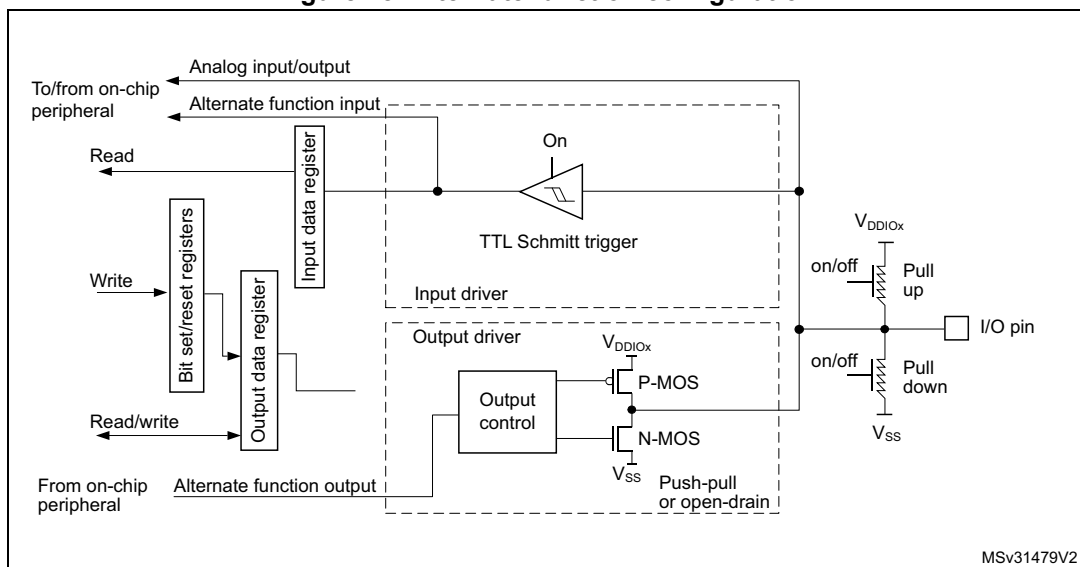 Analog input/output
To/from on-chip
peripheral
Alternate function input
On
Read
Input data register
TTL Schmitt trigger
Bit set/reset registers
VDDIOx
on/off
Pull
up
Write
Output data register
Input driver
I/O pin
Output driver
VDDIOx
on/off
Pull
down
P-MOS
Output
control
Read/write
N-MOS
VSS
VSS
From on-chip
peripheral
Alternate function output
Push-pull
or open-drain
MSv31479V2